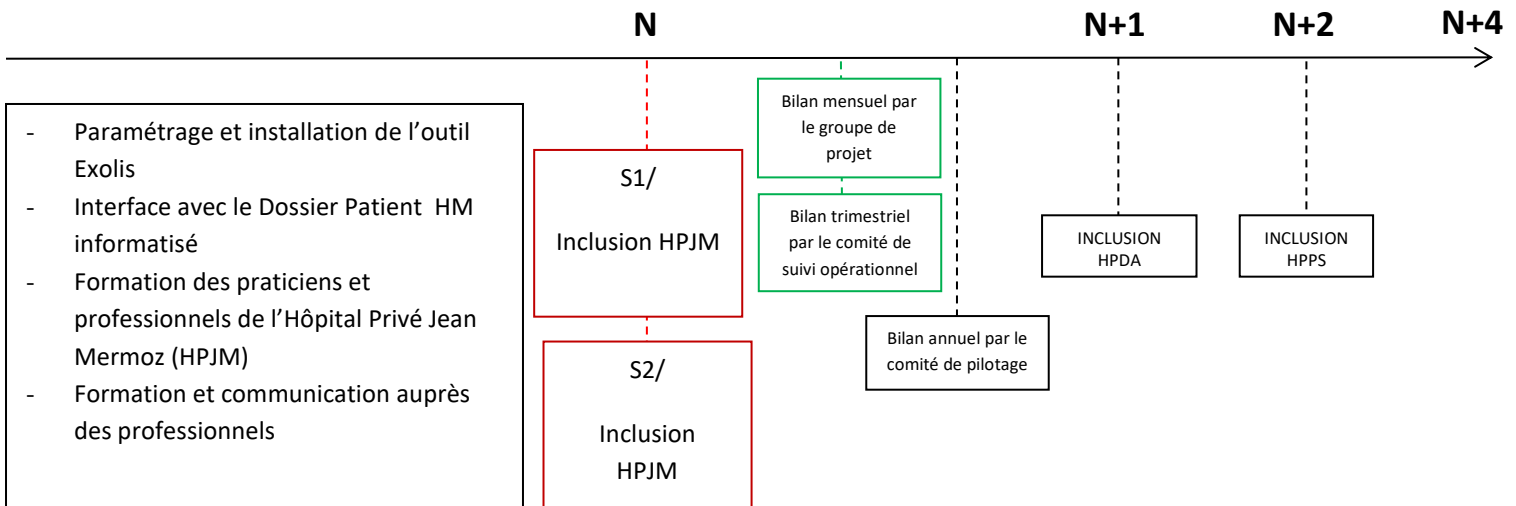 N
N+1
N+2
N+4
- Paramétrage et installation de l’outil
Exolis
- Interface avec le Dossier Patient HM
informatisé
- Formation des praticiens et
professionnels de l’Hôpital Privé Jean
Mermoz (HPJM)
- Formation et communication auprès
des professionnels
S1/
Inclusion HPJM
S2/
Inclusion
HPJM
Bilan mensuel par
le groupe de
projet
Bilan trimestriel
par le comité de
suivi opérationnel
Bilan annuel par le
comité de pilotage
INCLUSION
HPDA
INCLUSION
HPPS